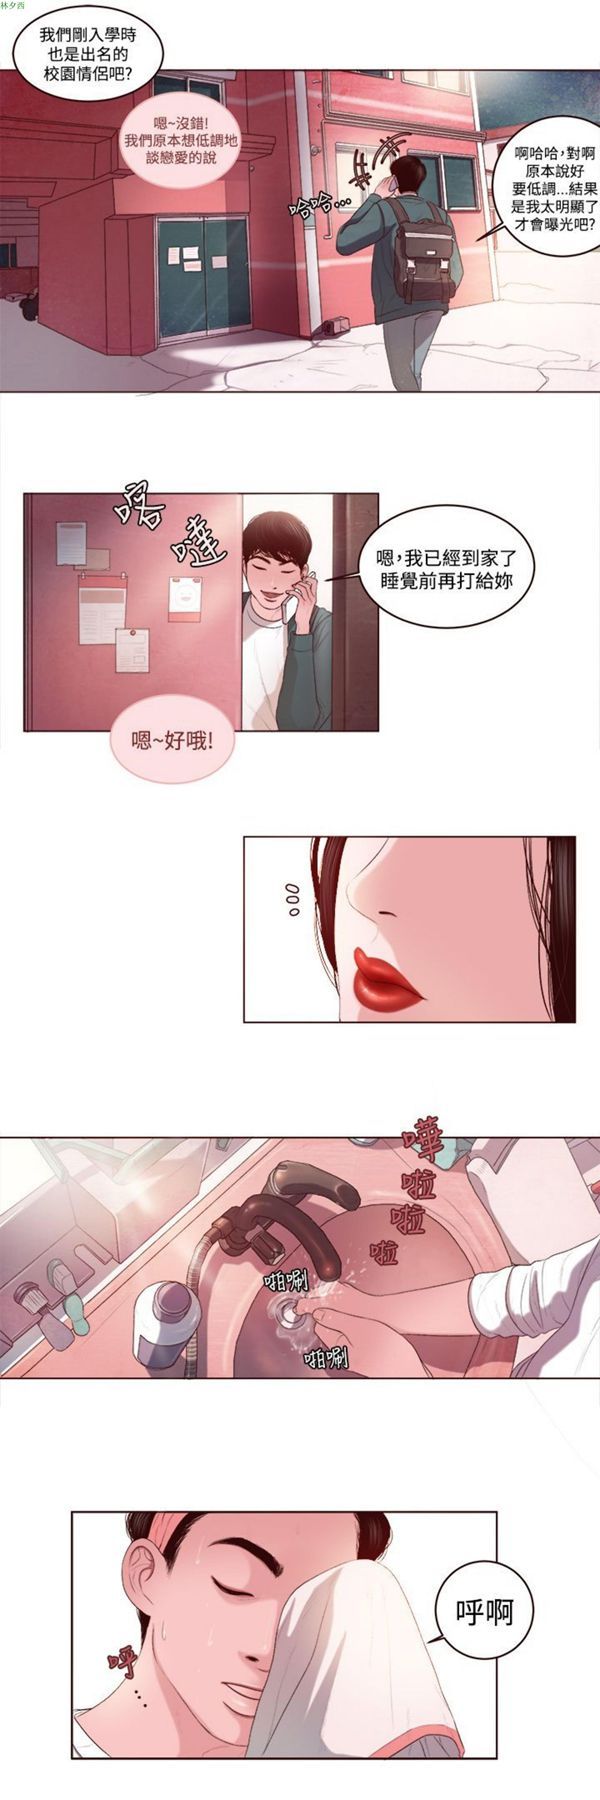 林夕西
我們剛入學時
也是出名的
校園情侶吧?
嗯~沒錯!
我們原本想低調地
談戀愛的說
啊哈哈，對啊
原本說好
要低調...結果
是我太明顯了
才會曝光吧?
哈哈...
喀
噠
嗯，我已經到家了
睡覺前再打給妳
嗯~好哦!
嘩
啦
啦
啦
啪唰
啪唰
呼啊
呼
...